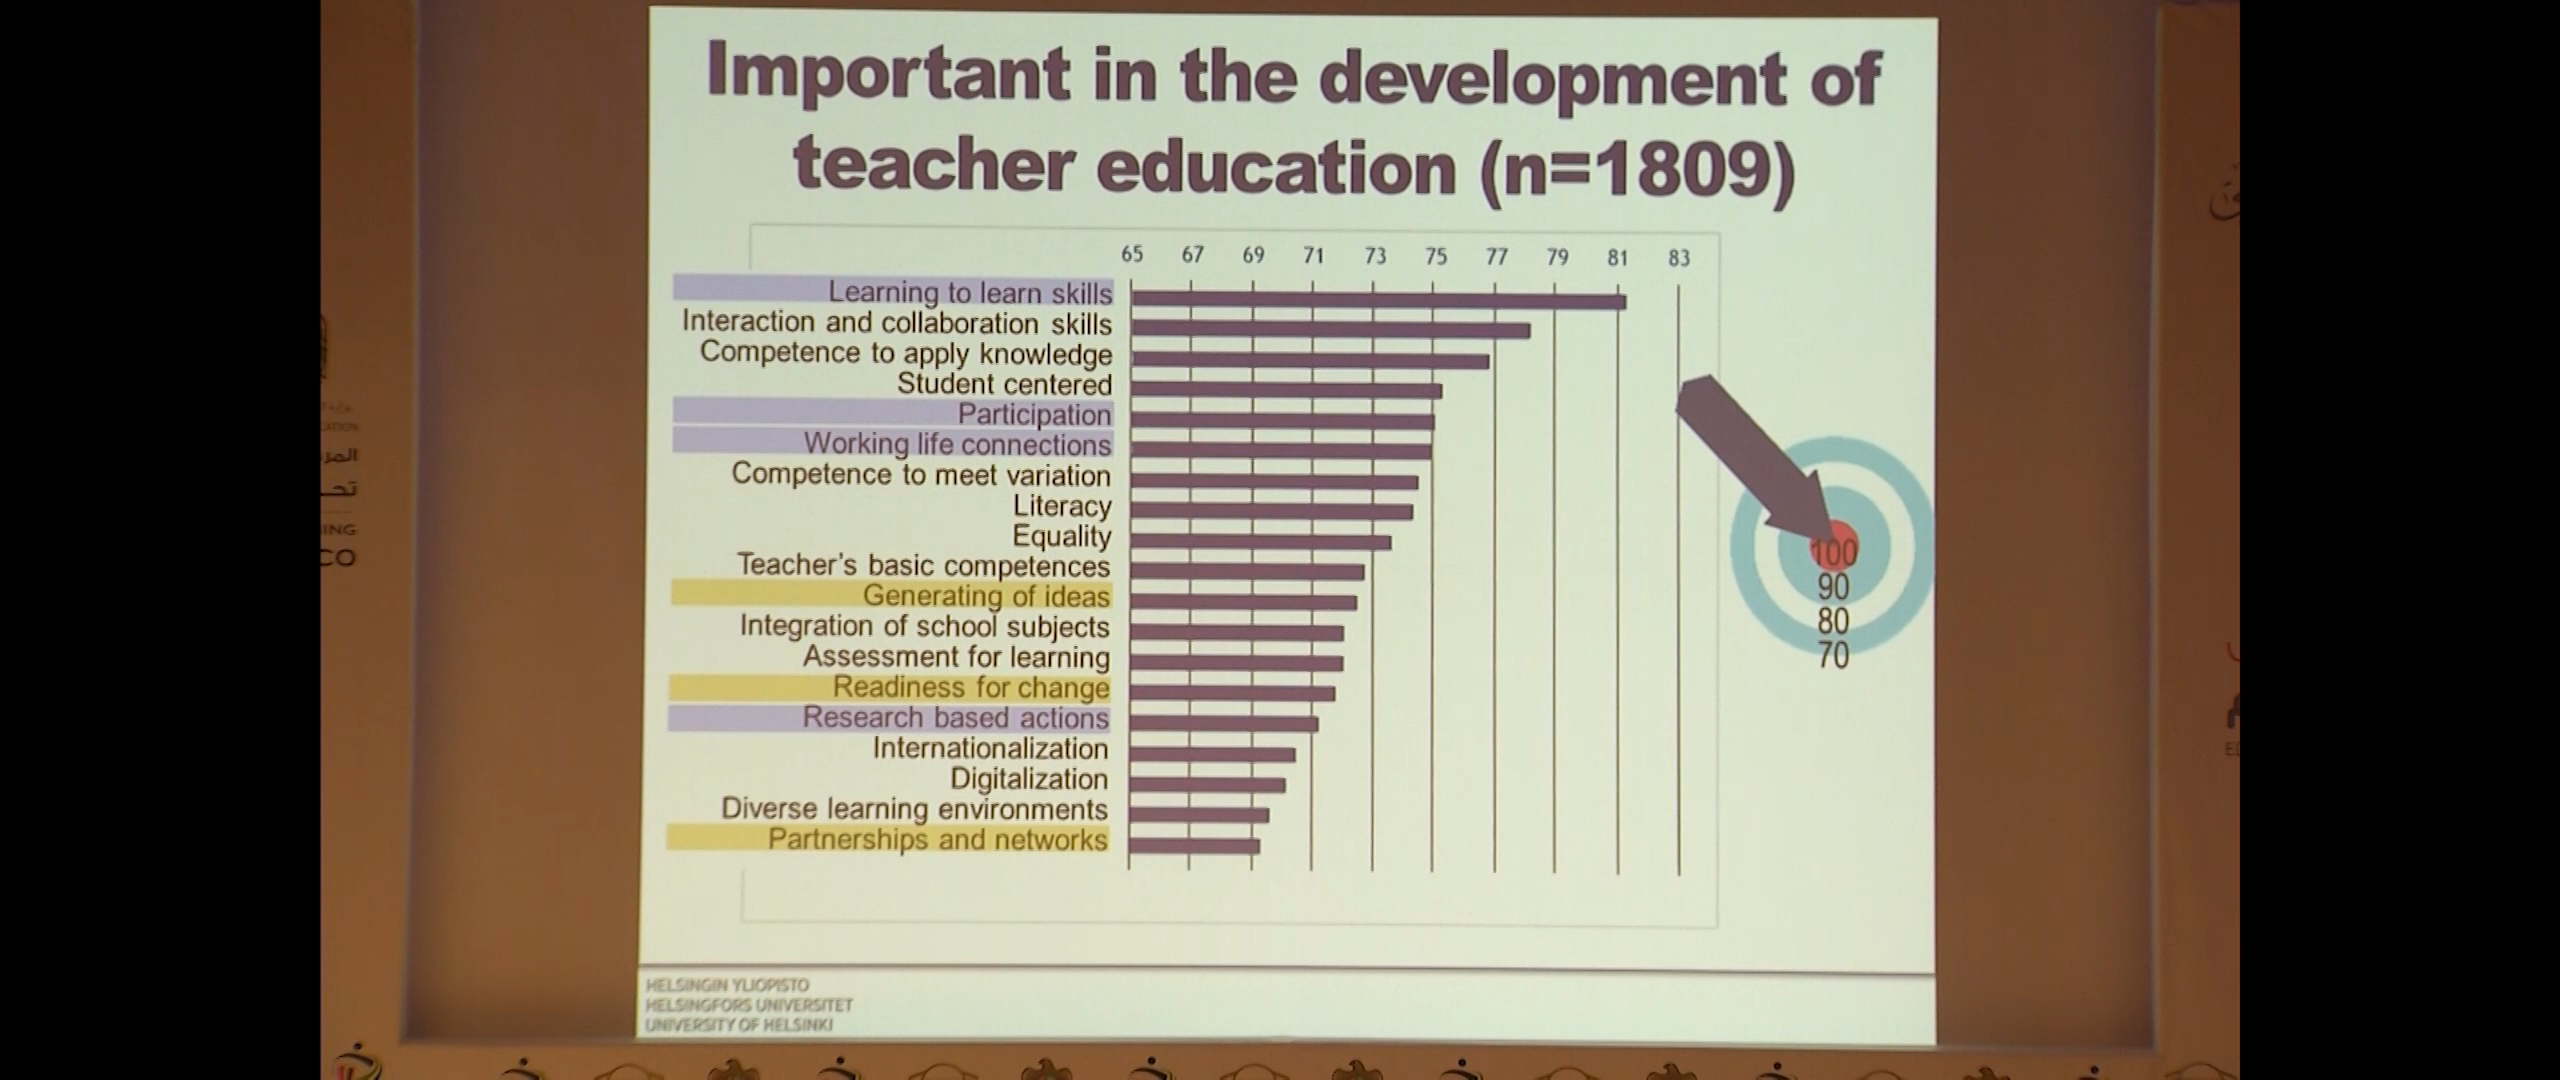 Important in the development of
teacher education (n=1809)
65 67 69 71 73 75 77 79 81 83
Learning to learn skills
Interaction and collaboration skills
Competence to apply knowledge
Student centered
Participation
Working life connections
Competence to meet variation
Literacy
Equality
Teacher's basic competences
Generating of ideas
Integration of school subjects
Assessment for learning
Readiness for change
Research based actions
Internationalization
Digitalization
Diverse learning environments
Partnerships and networks
100
90
80
70
HELSINGIN YLIOPISTO
HELSINGFORS UNIVERSITET
UNIVERSITY OF HELSINKI